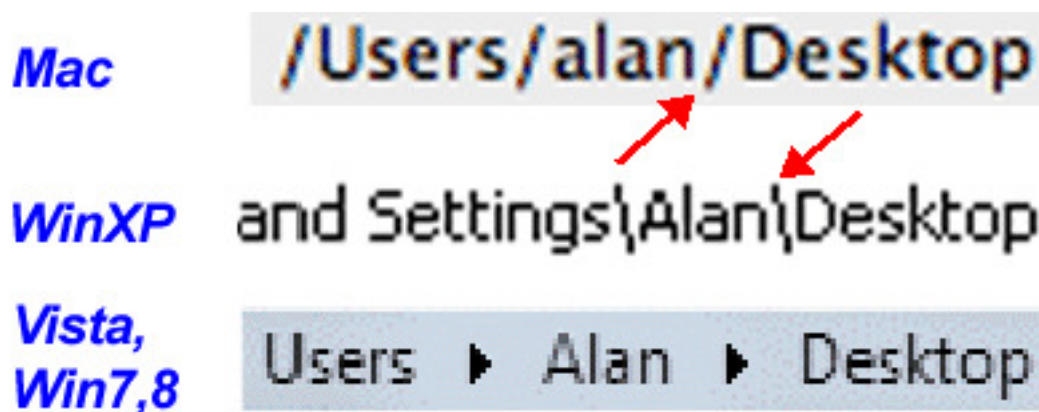 Mac /Users/alan/Desktop
WinXP and Settings\Alan\Desktop
Vista,
Win7,8 Users ▶ Alan ▶ Desktop